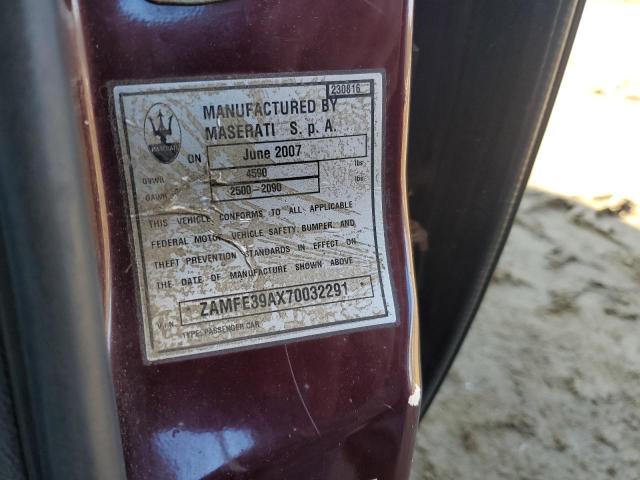 230816
MANUFACTURED BY
MASERATI S. p. A.
MASERATI
ON June 2007
GVWR 4590 lbs
GAWR 2500-2090 lbs
THIS VEHICLE CONFORMS TO ALL APPLICABLE
FEDERAL MOTOR VEHICLE SAFETY, BUMPER, AND
THEFT PREVENTION STANDARDS IN EFFECT ON
THE DATE OF MANUFACTURE SHOWN ABOVE
V.I.N. * ZAMFE39AX70032291 *
TYPE: PASSENGER CAR